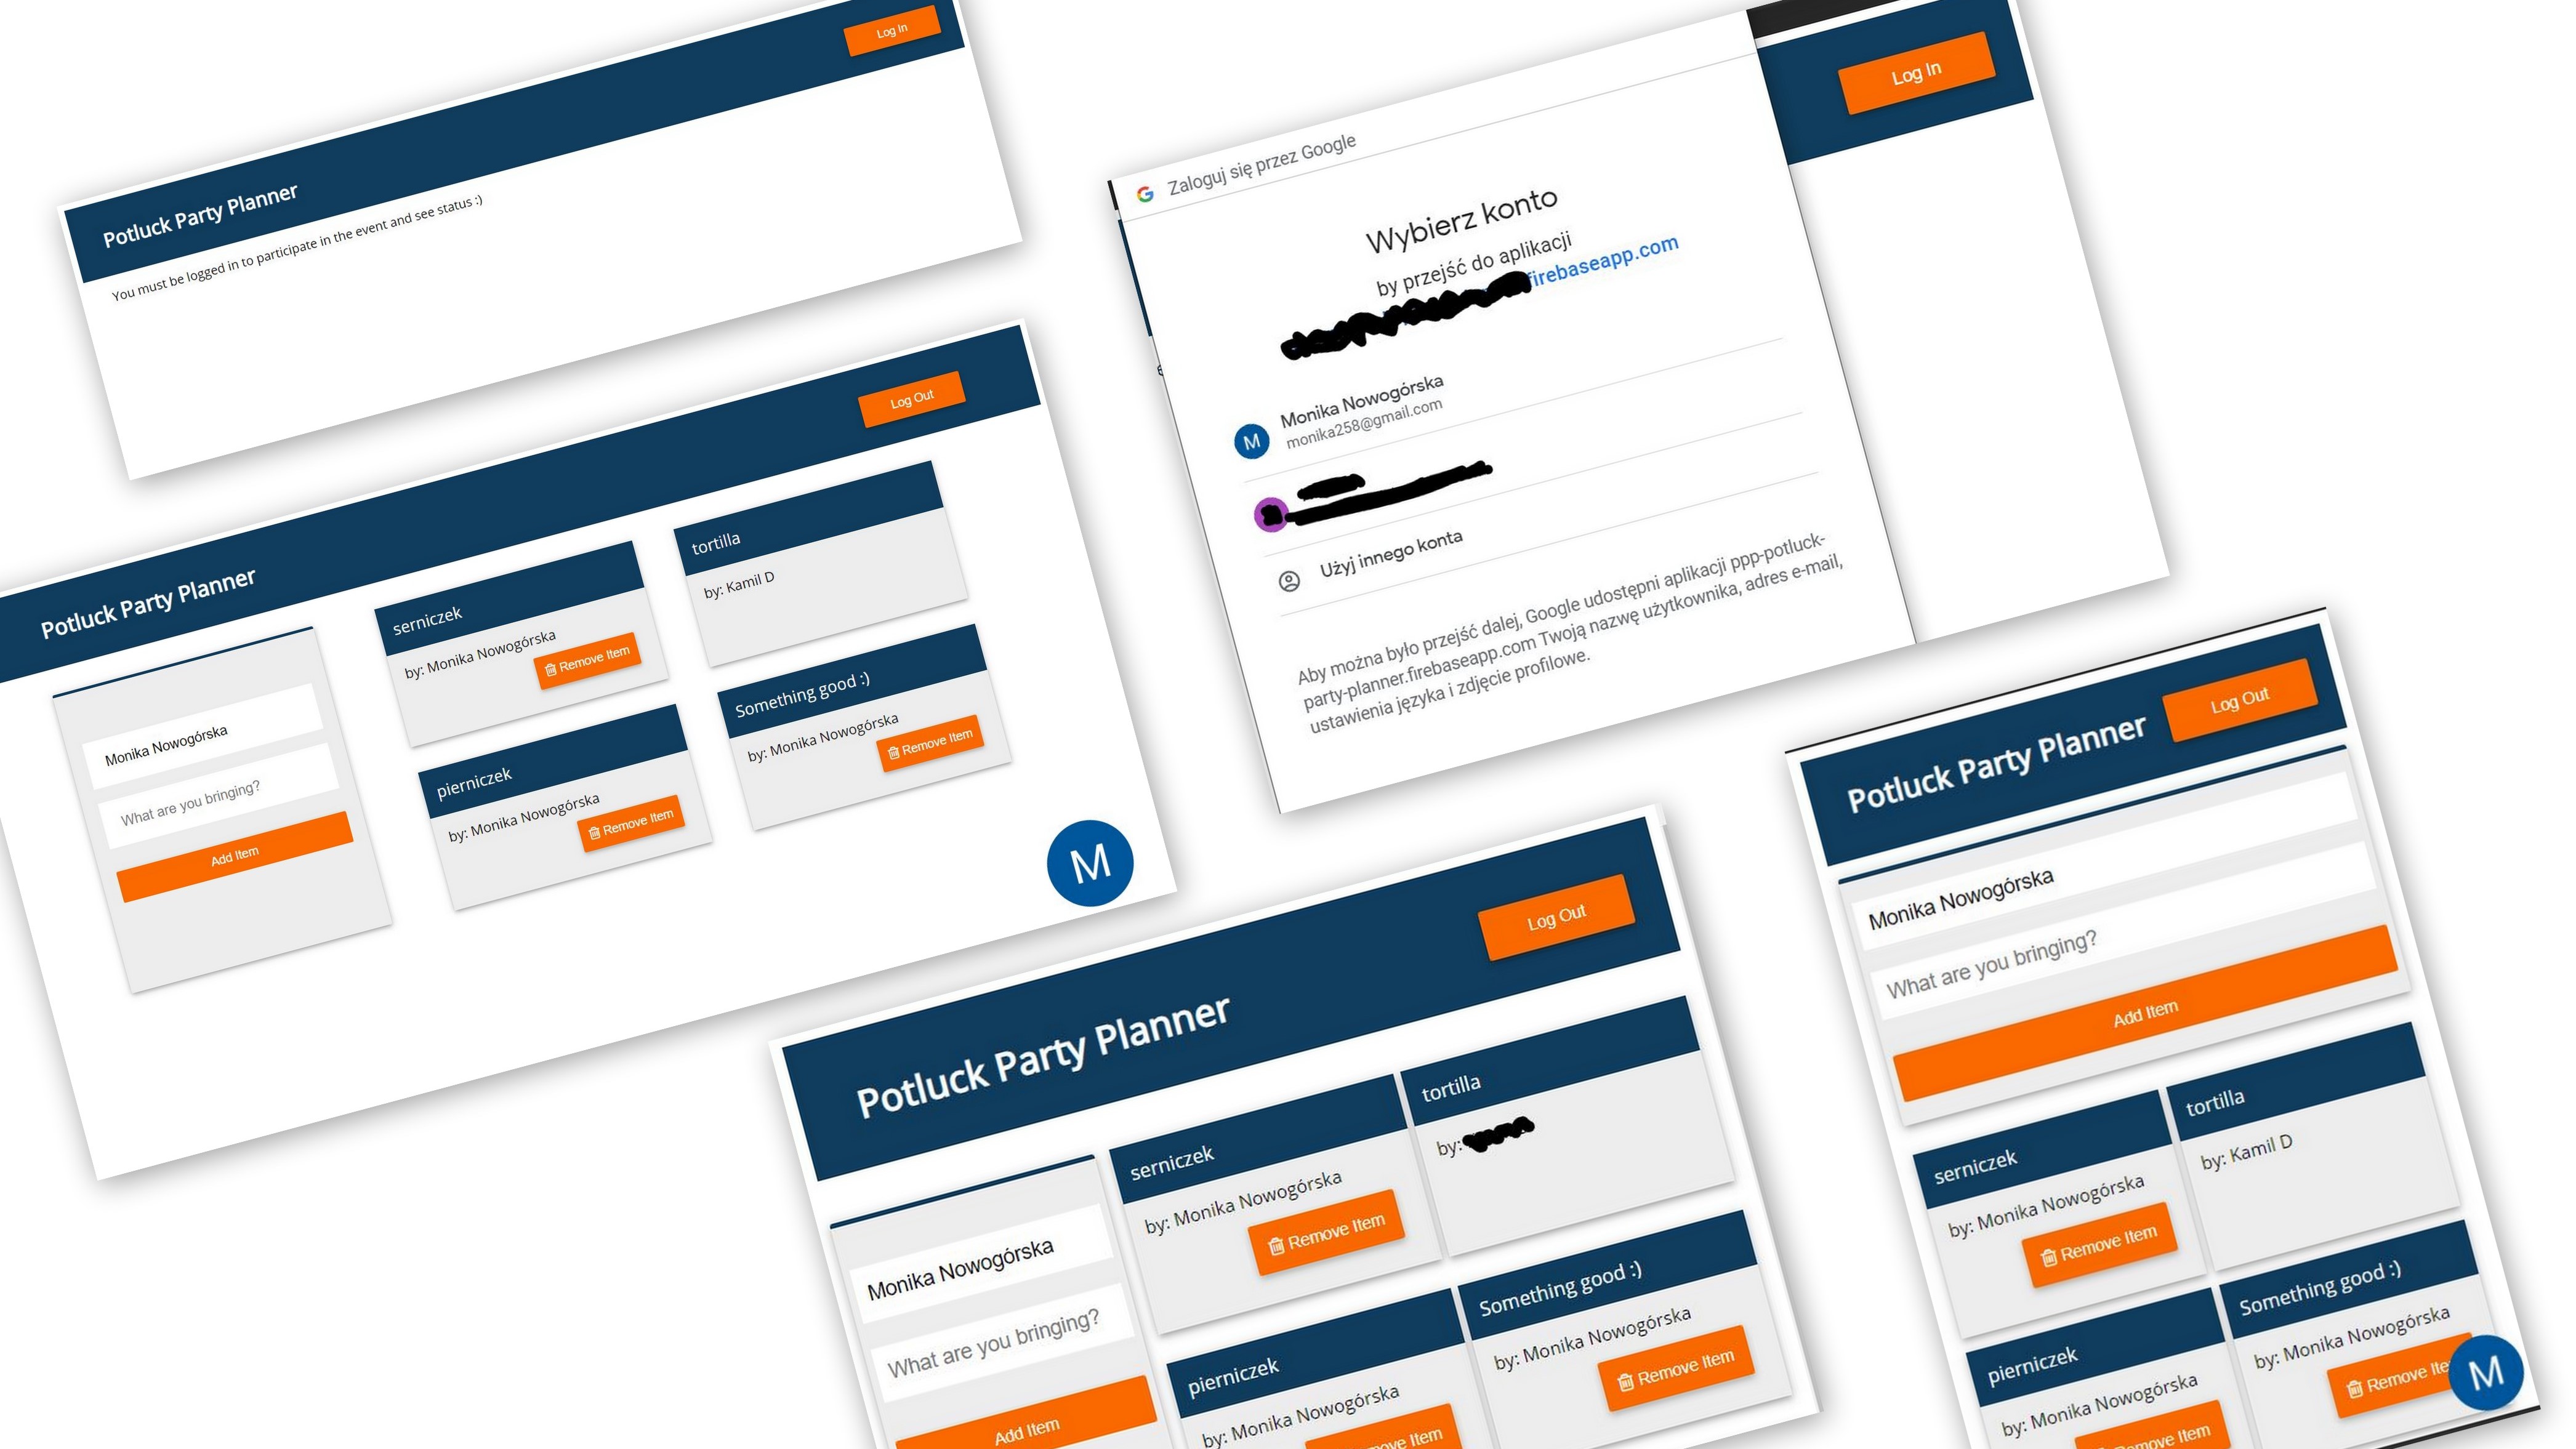 Log In
Potluck Party Planner
You must be logged in to participate in the event and see status :)
Log Out
Potluck Party Planner
Monika Nowogórska
What are you bringing?
Add Item
serniczek
by: Monika Nowogórska
Remove Item
tortilla
by: Kamil D
pierniczek
by: Monika Nowogórska
Remove Item
Something good :)
by: Monika Nowogórska
Remove Item
M
Log In
Zaloguj się przez Google
Wybierz konto
by przejść do aplikacji
firebaseapp.com
M
Monika Nowogórska
monika258@gmail.com
Użyj innego konta
Aby można było przejść dalej, Google udostępni aplikacji ppp-potluck-
party-planner.firebaseapp.com Twoją nazwę użytkownika, adres e-mail,
ustawienia języka i zdjęcie profilowe.
Log Out
Potluck Party Planner
Monika Nowogórska
What are you bringing?
Add Item
serniczek
by: Monika Nowogórska
Remove Item
tortilla
by:
pierniczek
by: Monika Nowogórska
Remove Item
Something good :)
by: Monika Nowogórska
Remove Item
Log Out
Potluck Party Planner
Monika Nowogórska
What are you bringing?
Add Item
serniczek
by: Monika Nowogórska
Remove Item
tortilla
by: Kamil D
pierniczek
by: Monika Nowogórska
Remove Item
Something good :)
by: Monika Nowogórska
Remove Ite
M